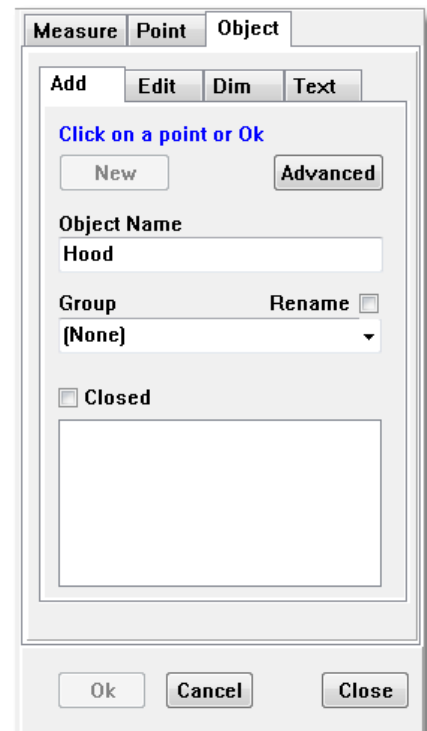 Measure Point Object
Add Edit Dim Text
Click on a point or Ok
New Advanced
Object Name
Hood
Group Rename
(None)
Closed
Ok Cancel Close